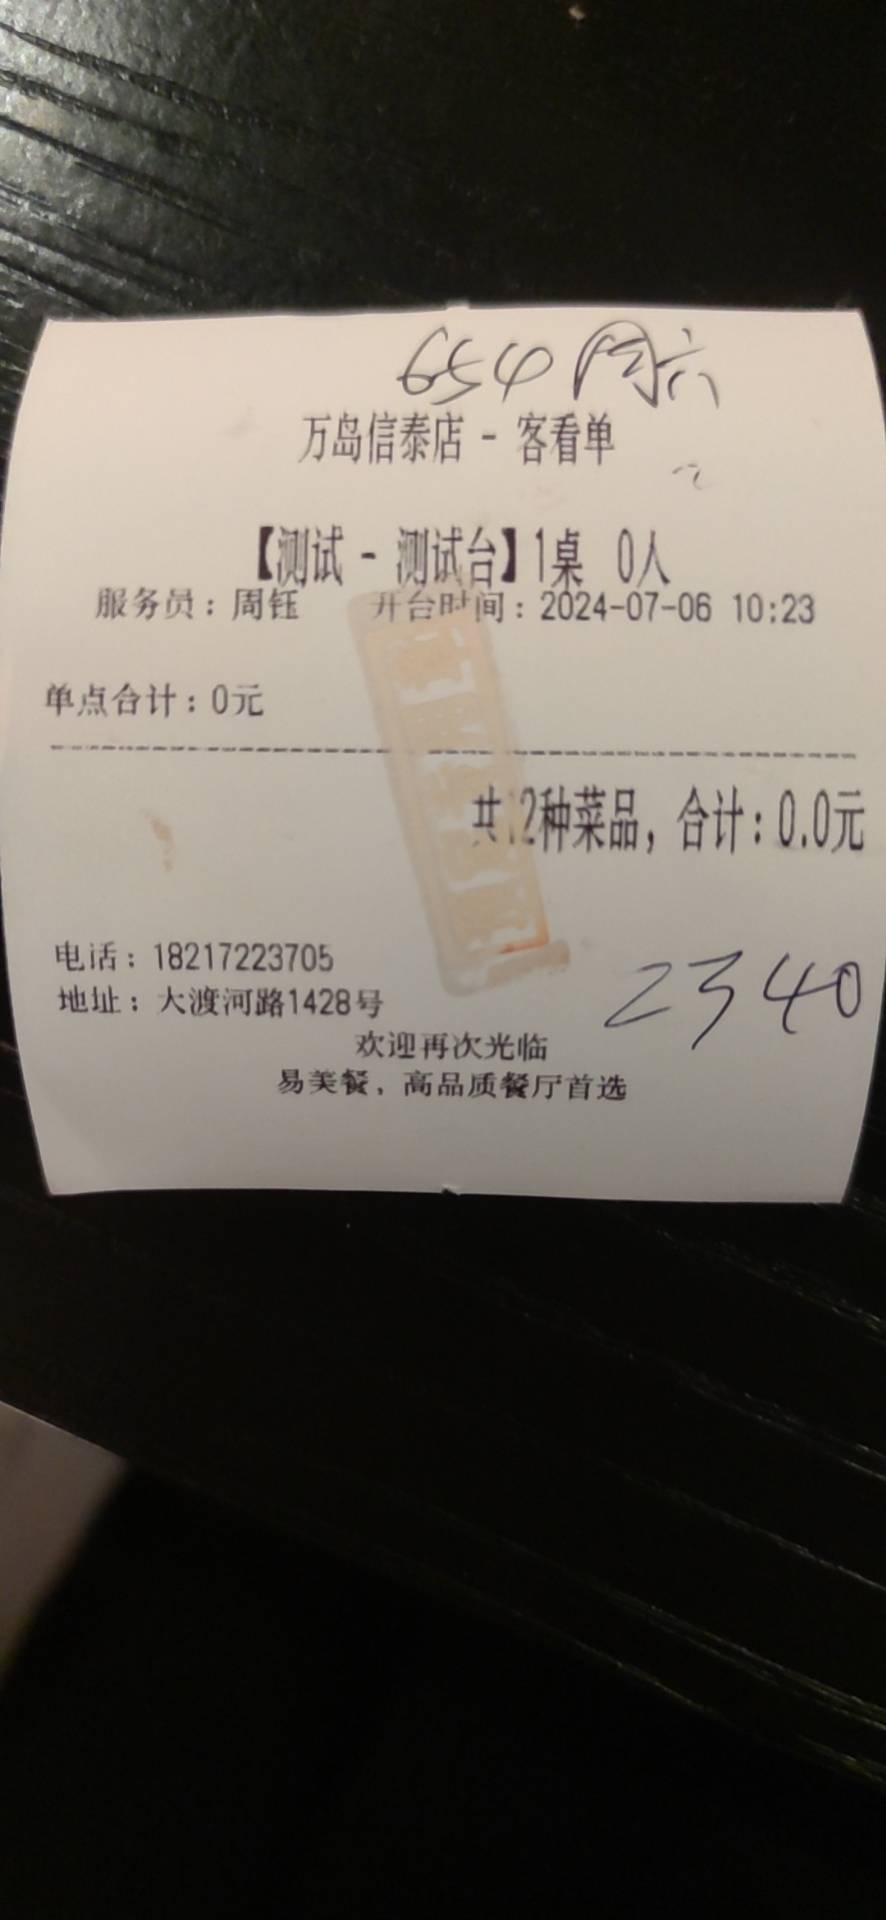 654 周六
万岛信泰店 - 客看单
【测试 - 测试台】1桌 0人
服务员：周钰 开台时间：2024-07-06 10:23
单点合计：0元
共12种菜品，合计：0.0元
电话：18217223705
地址：大渡河路1428号
2340
欢迎再次光临
易美餐，高品质餐厅首选